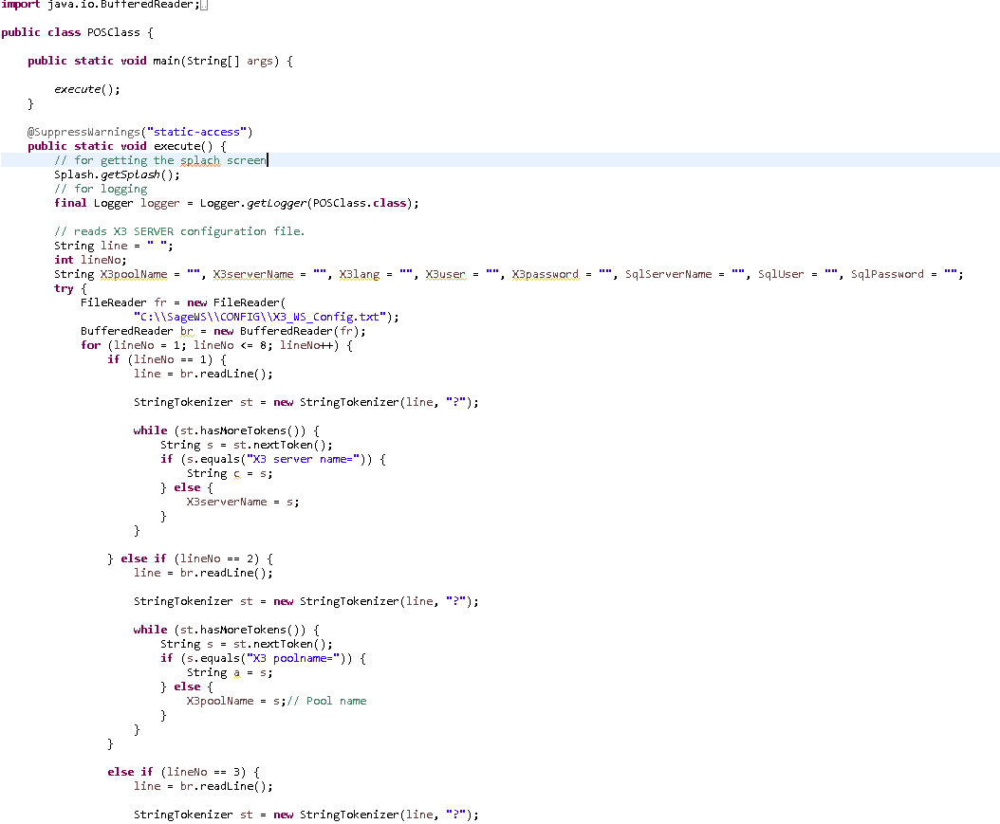 import java.io.BufferedReader;
public class POSClass {
public static void main(String[] args) {
execute();
}
@SuppressWarnings("static-access")
public static void execute() {
// for getting the splach screen
Splash.getSplash();
// for logging
final Logger logger = Logger.getLogger(POSClass.class);
// reads X3 SERVER configuration file.
String line = " ";
int lineNo;
String X3poolName = "", X3serverName = "", X3lang = "", X3user = "", X3password = "", SqlServerName = "", SqlUser = "", SqlPassword = "";
try {
FileReader fr = new FileReader(
"C:\\SageWS\\CONFIG\\X3_WS_Config.txt");
BufferedReader br = new BufferedReader(fr);
for (lineNo = 1; lineNo <= 8; lineNo++) {
if (lineNo == 1) {
line = br.readLine();
StringTokenizer st = new StringTokenizer(line, "?");
while (st.hasMoreTokens()) {
String s = st.nextToken();
if (s.equals("X3 server name=")) {
String c = s;
} else {
X3serverName = s;
}
}
} else if (lineNo == 2) {
line = br.readLine();
StringTokenizer st = new StringTokenizer(line, "?");
while (st.hasMoreTokens()) {
String s = st.nextToken();
if (s.equals("X3 poolname=")) {
String a = s;
} else {
X3poolName = s;// Pool name
}
}
}
else if (lineNo == 3) {
line = br.readLine();
StringTokenizer st = new StringTokenizer(line, "?");